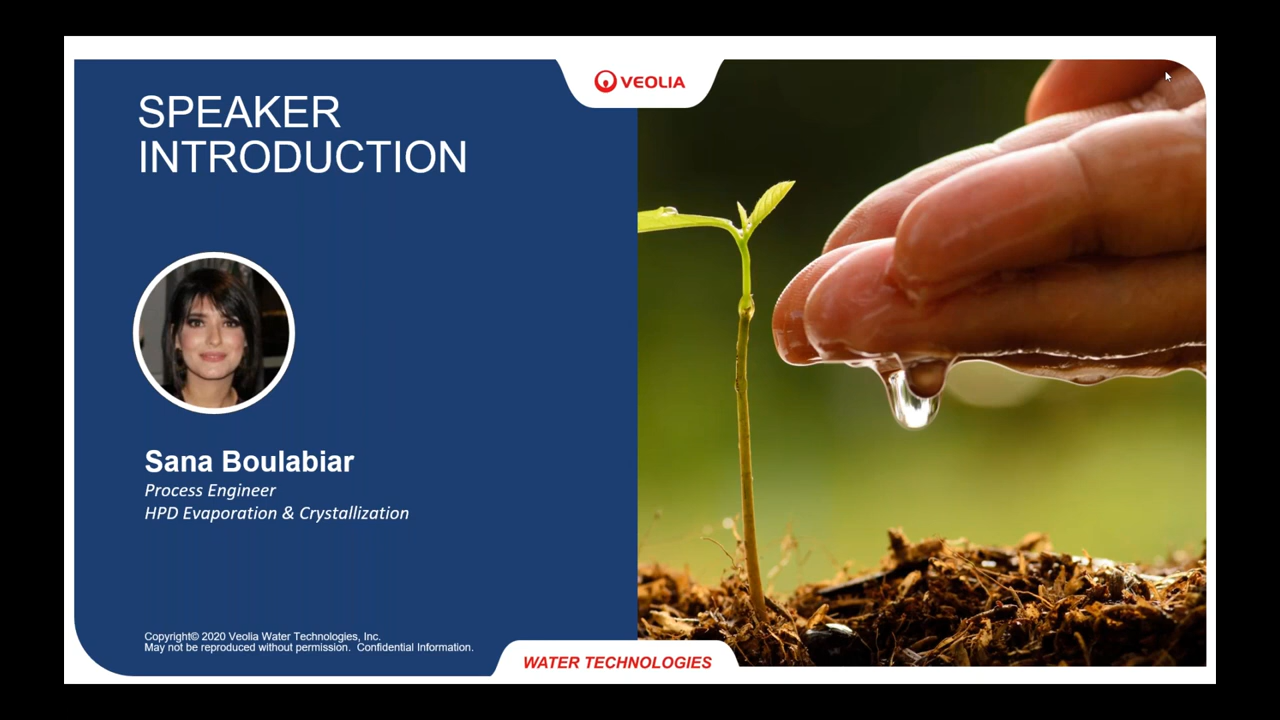 VEOLIA
SPEAKER
INTRODUCTION
Sana Boulabiar
Process Engineer
HPD Evaporation & Crystallization
Copyright© 2020 Veolia Water Technologies, Inc.
May not be reproduced without permission.  Confidential Information.
WATER TECHNOLOGIES